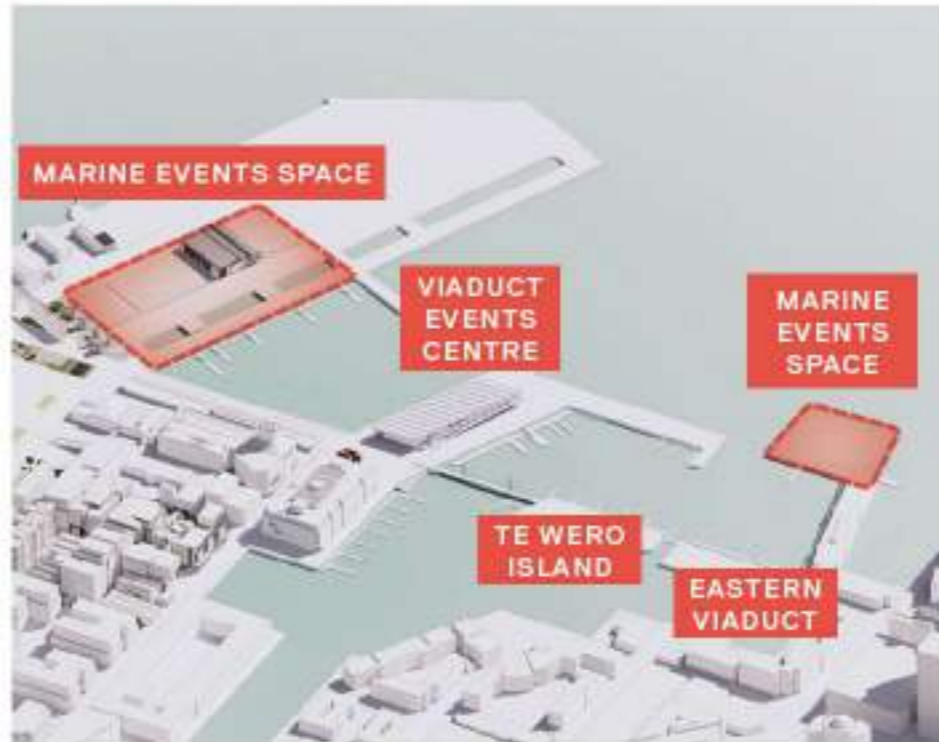 MARINE EVENTS SPACE
VIADUCT
EVENTS
CENTRE
MARINE
EVENTS
SPACE
TE WERO
ISLAND
EASTERN
VIADUCT